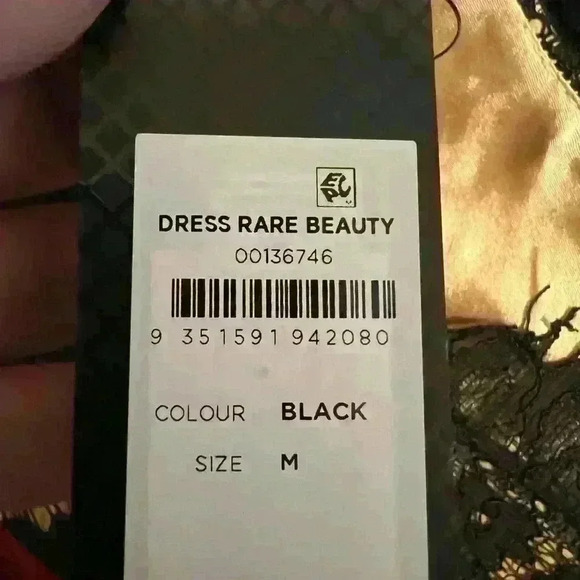 DRESS RARE BEAUTY
00136746
9 351591 942080
COLOUR BLACK
SIZE M